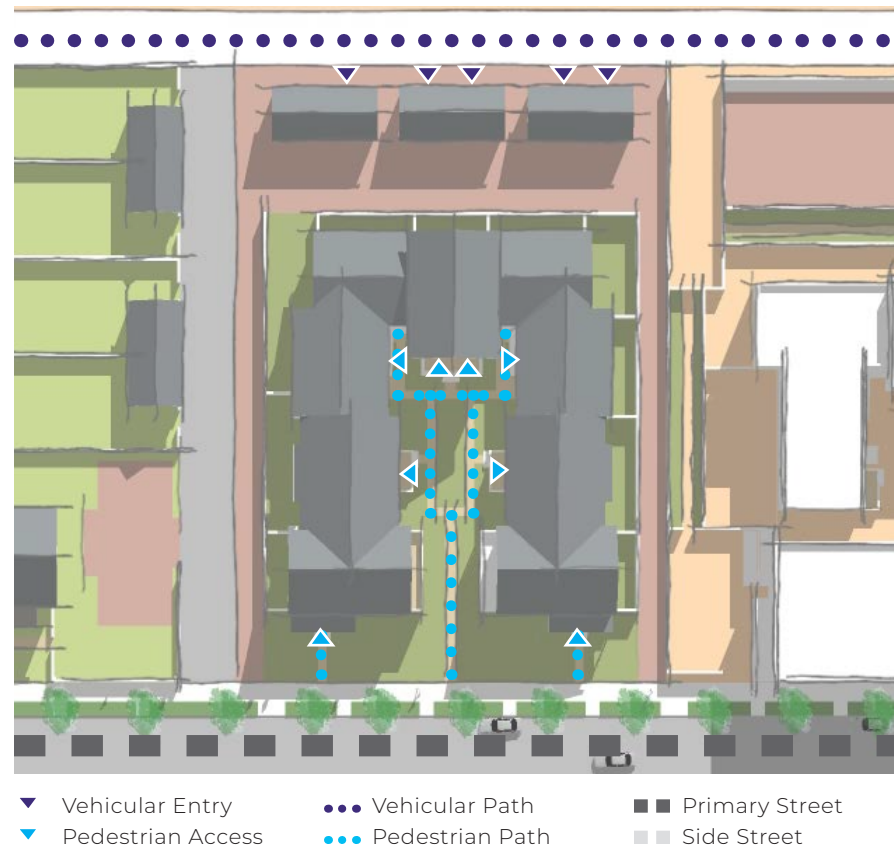 Vehicular Entry
Vehicular Path
Primary Street
Pedestrian Access
Pedestrian Path
Side Street